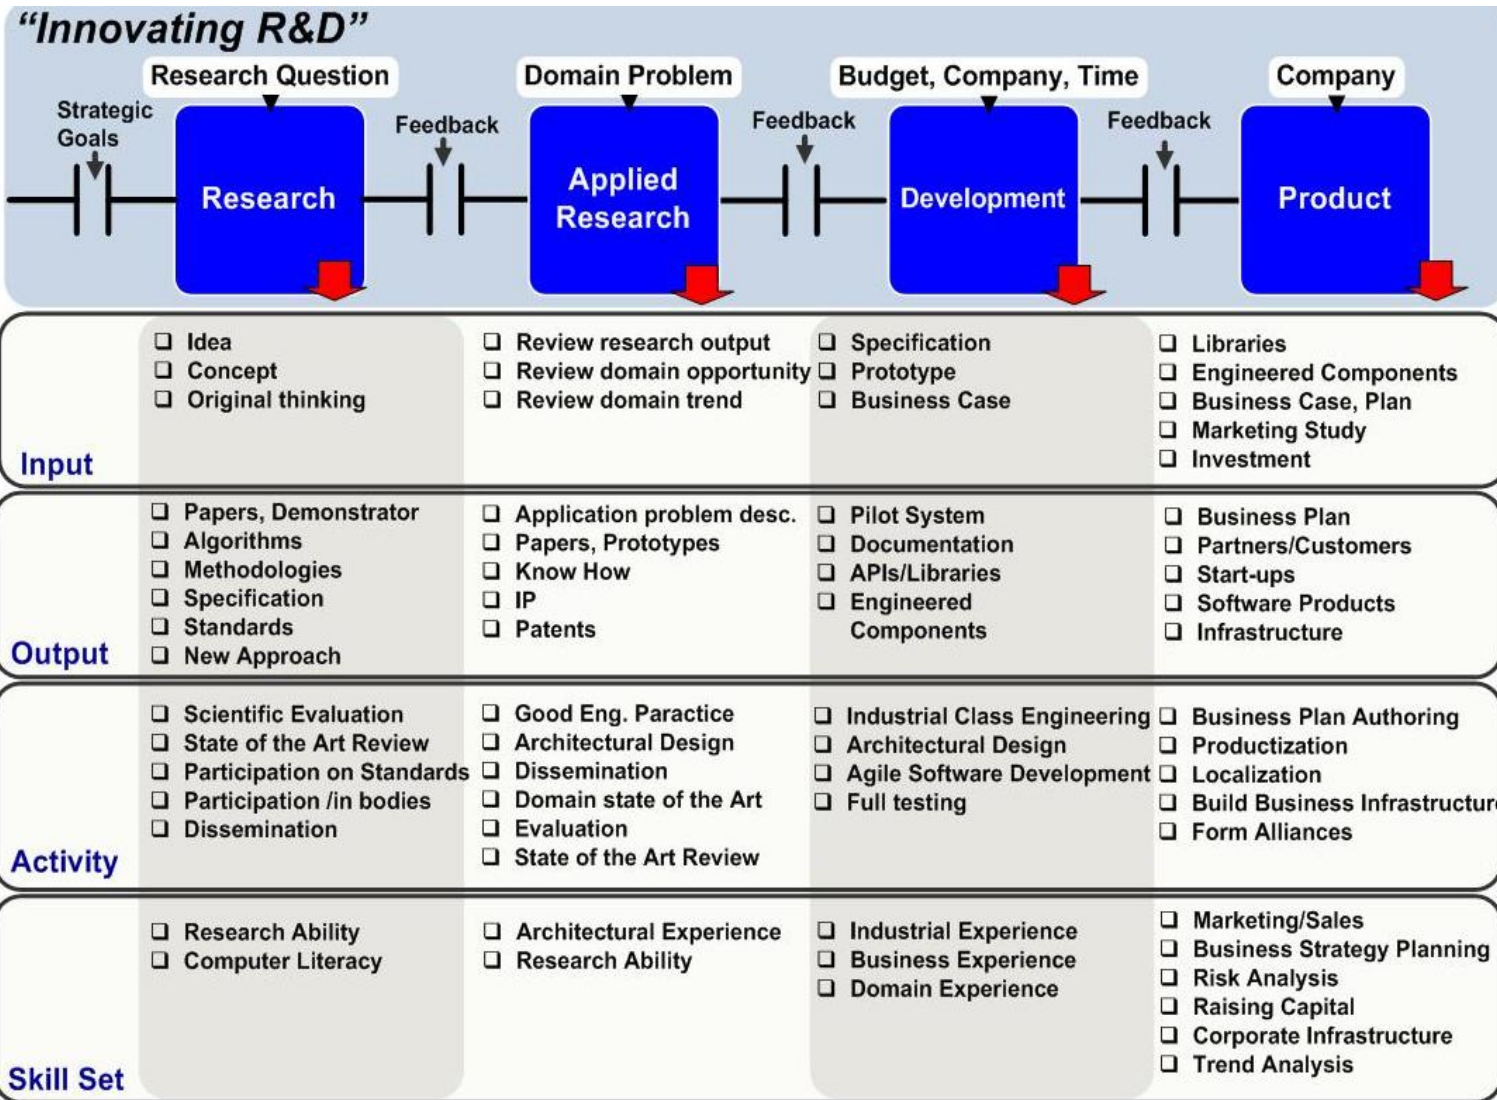 “Innovating R&D”
Research Question
Domain Problem
Budget, Company, Time
Company
Strategic
Goals
Feedback
Feedback
Feedback
Research
Applied
Research
Development
Product
Input
❑ Idea
❑ Concept
❑ Original thinking
❑ Review research output
❑ Review domain opportunity
❑ Review domain trend
❑ Specification
❑ Prototype
❑ Business Case
❑ Libraries
❑ Engineered Components
❑ Business Case, Plan
❑ Marketing Study
❑ Investment
Output
❑ Papers, Demonstrator
❑ Algorithms
❑ Methodologies
❑ Specification
❑ Standards
❑ New Approach
❑ Application problem desc.
❑ Papers, Prototypes
❑ Know How
❑ IP
❑ Patents
❑ Pilot System
❑ Documentation
❑ APIs/Libraries
❑ Engineered
Components
❑ Business Plan
❑ Partners/Customers
❑ Start-ups
❑ Software Products
❑ Infrastructure
Activity
❑ Scientific Evaluation
❑ State of the Art Review
❑ Participation on Standards
❑ Participation /in bodies
❑ Dissemination
❑ Good Eng. Paractice
❑ Architectural Design
❑ Dissemination
❑ Domain state of the Art
❑ Evaluation
❑ State of the Art Review
❑ Industrial Class Engineering
❑ Architectural Design
❑ Agile Software Development
❑ Full testing
❑ Business Plan Authoring
❑ Productization
❑ Localization
❑ Build Business Infrastructure
❑ Form Alliances
Skill Set
❑ Research Ability
❑ Computer Literacy
❑ Architectural Experience
❑ Research Ability
❑ Industrial Experience
❑ Business Experience
❑ Domain Experience
❑ Marketing/Sales
❑ Business Strategy Planning
❑ Risk Analysis
❑ Raising Capital
❑ Corporate Infrastructure
❑ Trend Analysis